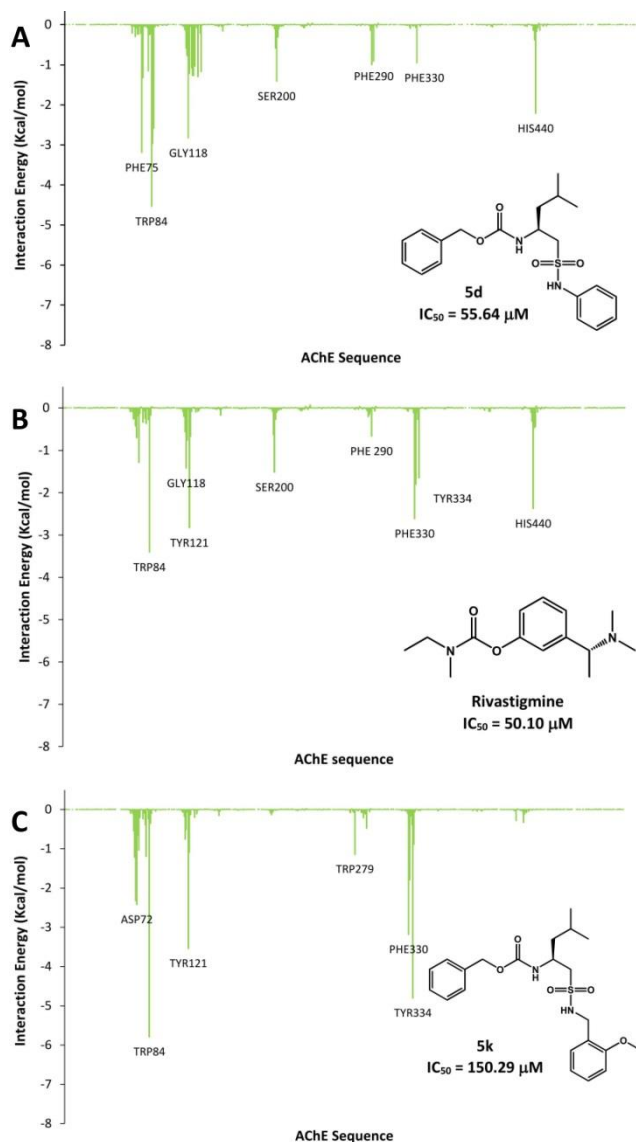 A
Interaction Energy (Kcal/mol)
0
-1
-2
-3
-4
-5
-6
-7
-8
PHE75
TRP84
GLY118
SER200
PHE290
PHE330
HIS440
O
O
N
H
S
O
O
HN
5d
IC50 = 55.64 µM
AChE Sequence
B
Interaction Energy (Kcal/mol)
0
-1
-2
-3
-4
-5
-6
-7
-8
TRP84
GLY118
TYR121
SER200
PHE 290
PHE330
TYR334
HIS440
O
N
O
N
Rivastigmine
IC50 = 50.10 µM
AChE sequence
C
Interaction Energy (Kcal/mol)
0
-1
-2
-3
-4
-5
-6
-7
-8
ASP72
TRP84
TYR121
TRP279
PHE330
TYR334
O
O
N
H
S
O
O
HN
O
5k
IC50 = 150.29 µM
AChE Sequence